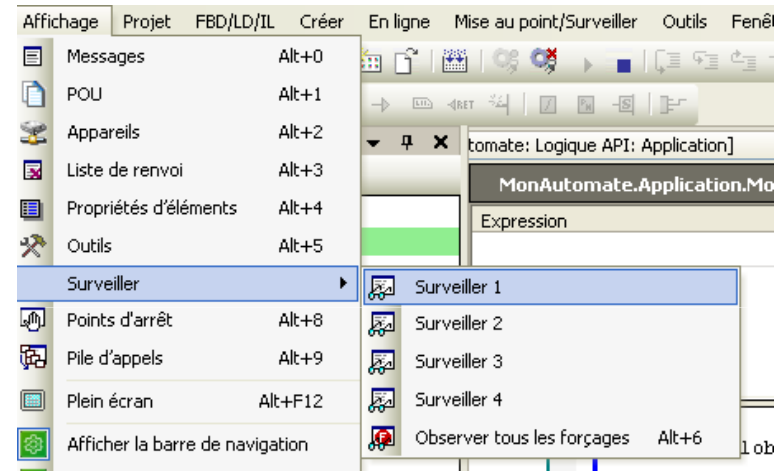 Affichage Projet FBD/LD/IL Créer En ligne Mise au point/Surveiller Outils
Messages Alt+0
POU Alt+1
Appareils Alt+2
Liste de renvoi Alt+3
Propriétés d'éléments Alt+4
Outils Alt+5
Surveiller
Points d'arrêt Alt+8
Pile d'appels Alt+9
Plein écran Alt+F12
Afficher la barre de navigation
RET
tomate: Logique API: Application]
MonAutomate.Application.Mo
Expression
Surveiller 1
Surveiller 2
Surveiller 3
Surveiller 4
Observer tous les forçages Alt+6